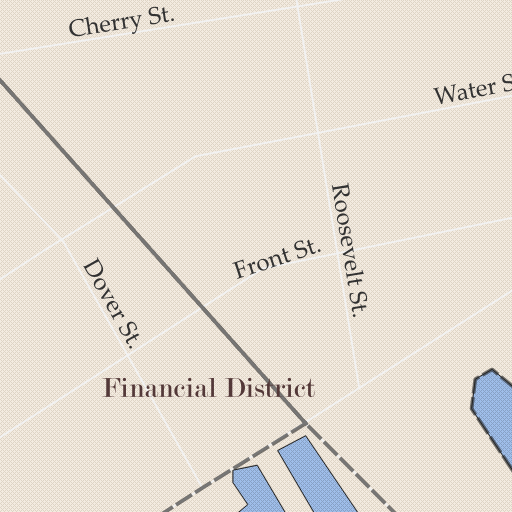 Cherry St.
Water S
Roosevelt St.
Front St.
Dover St.
Financial District